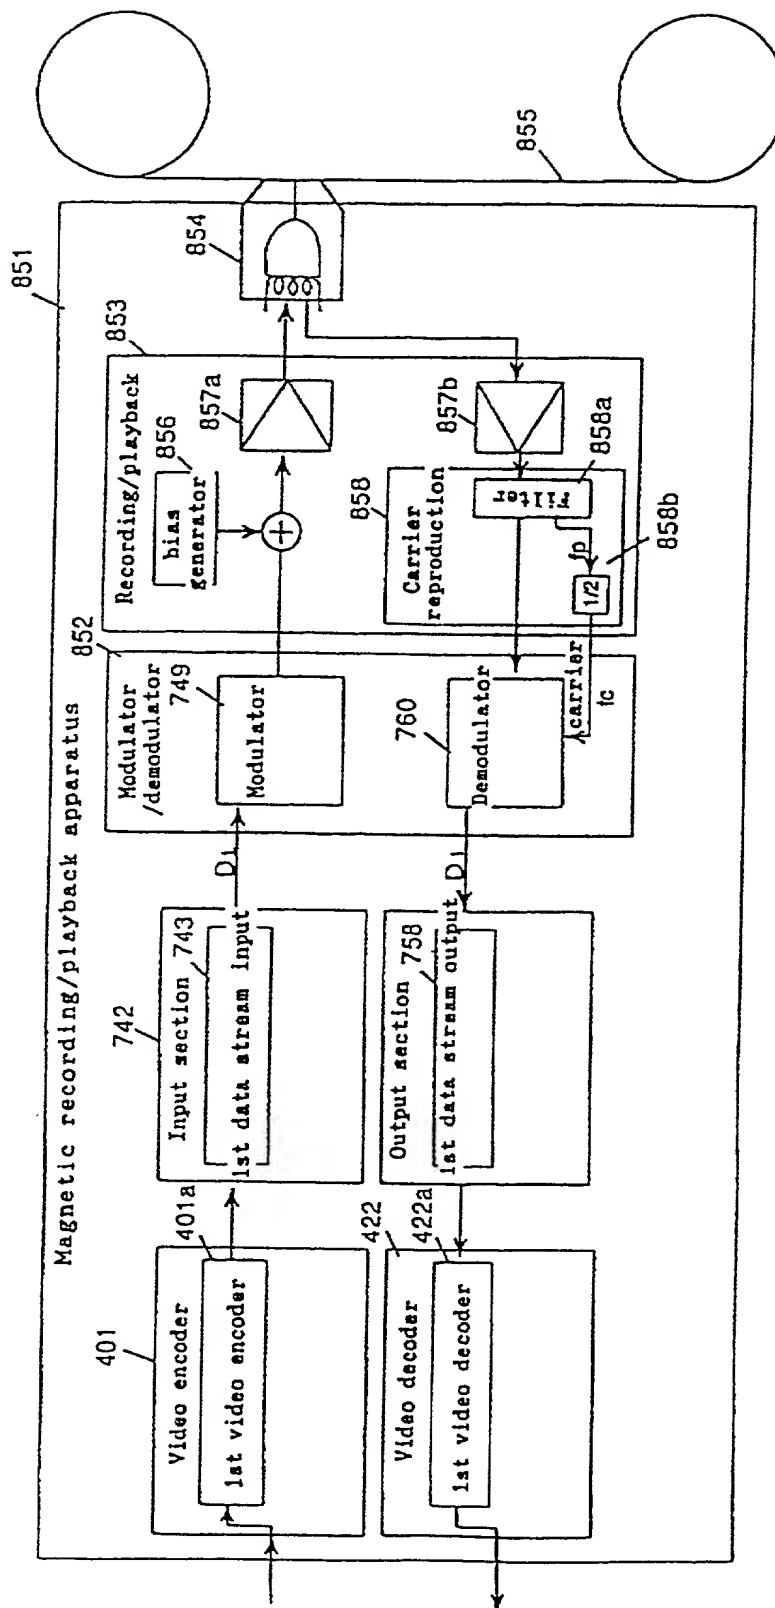 Magnetic recording/playback apparatus
851
401
Video encoder
401a
1st video encoder
742
Input section
743
1st data stream input
D1
852
Modulator
/demodulator
749
Modulator
853
Recording/playback
856
bias
generator
857a
854
855
422
Video decoder
422a
1st video decoder
Output section
758
1st data stream output
D1
760
Demodulator
carrier
fc
858
Carrier
reproduction
857b
Filter
858a
fp
1/2
858b